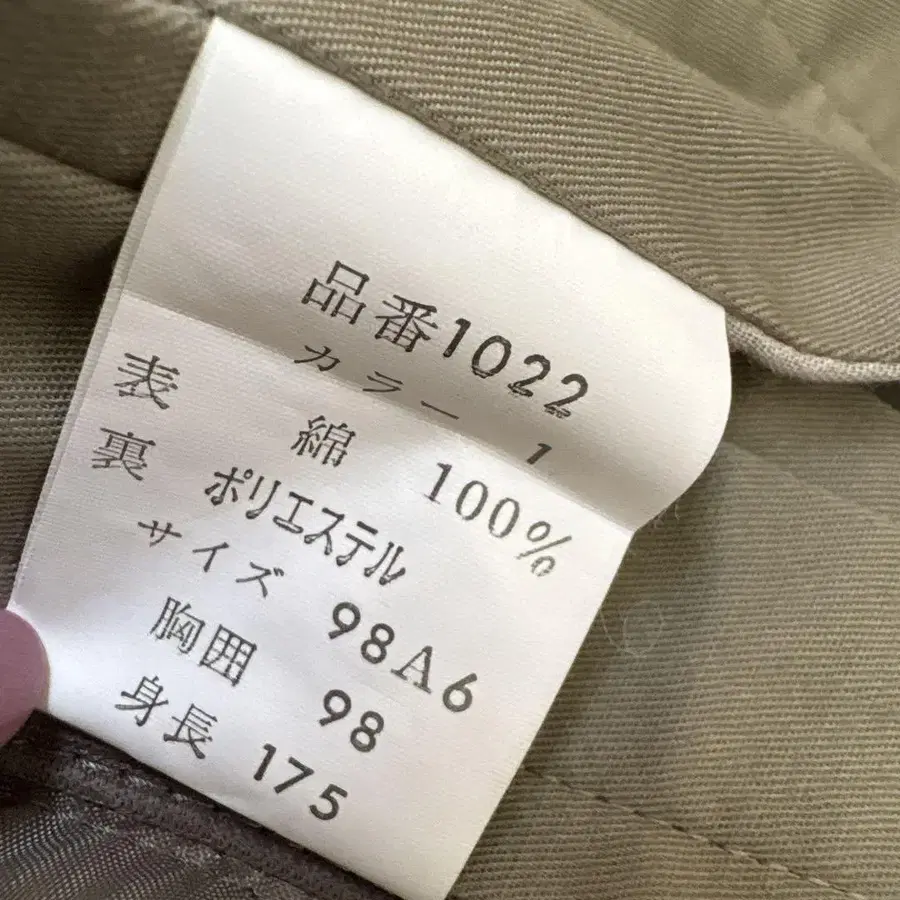 品番1022
カラー 1
表 綿 100%
裏 ポリエステル
サイズ 98A6
胸囲 98
身長 175